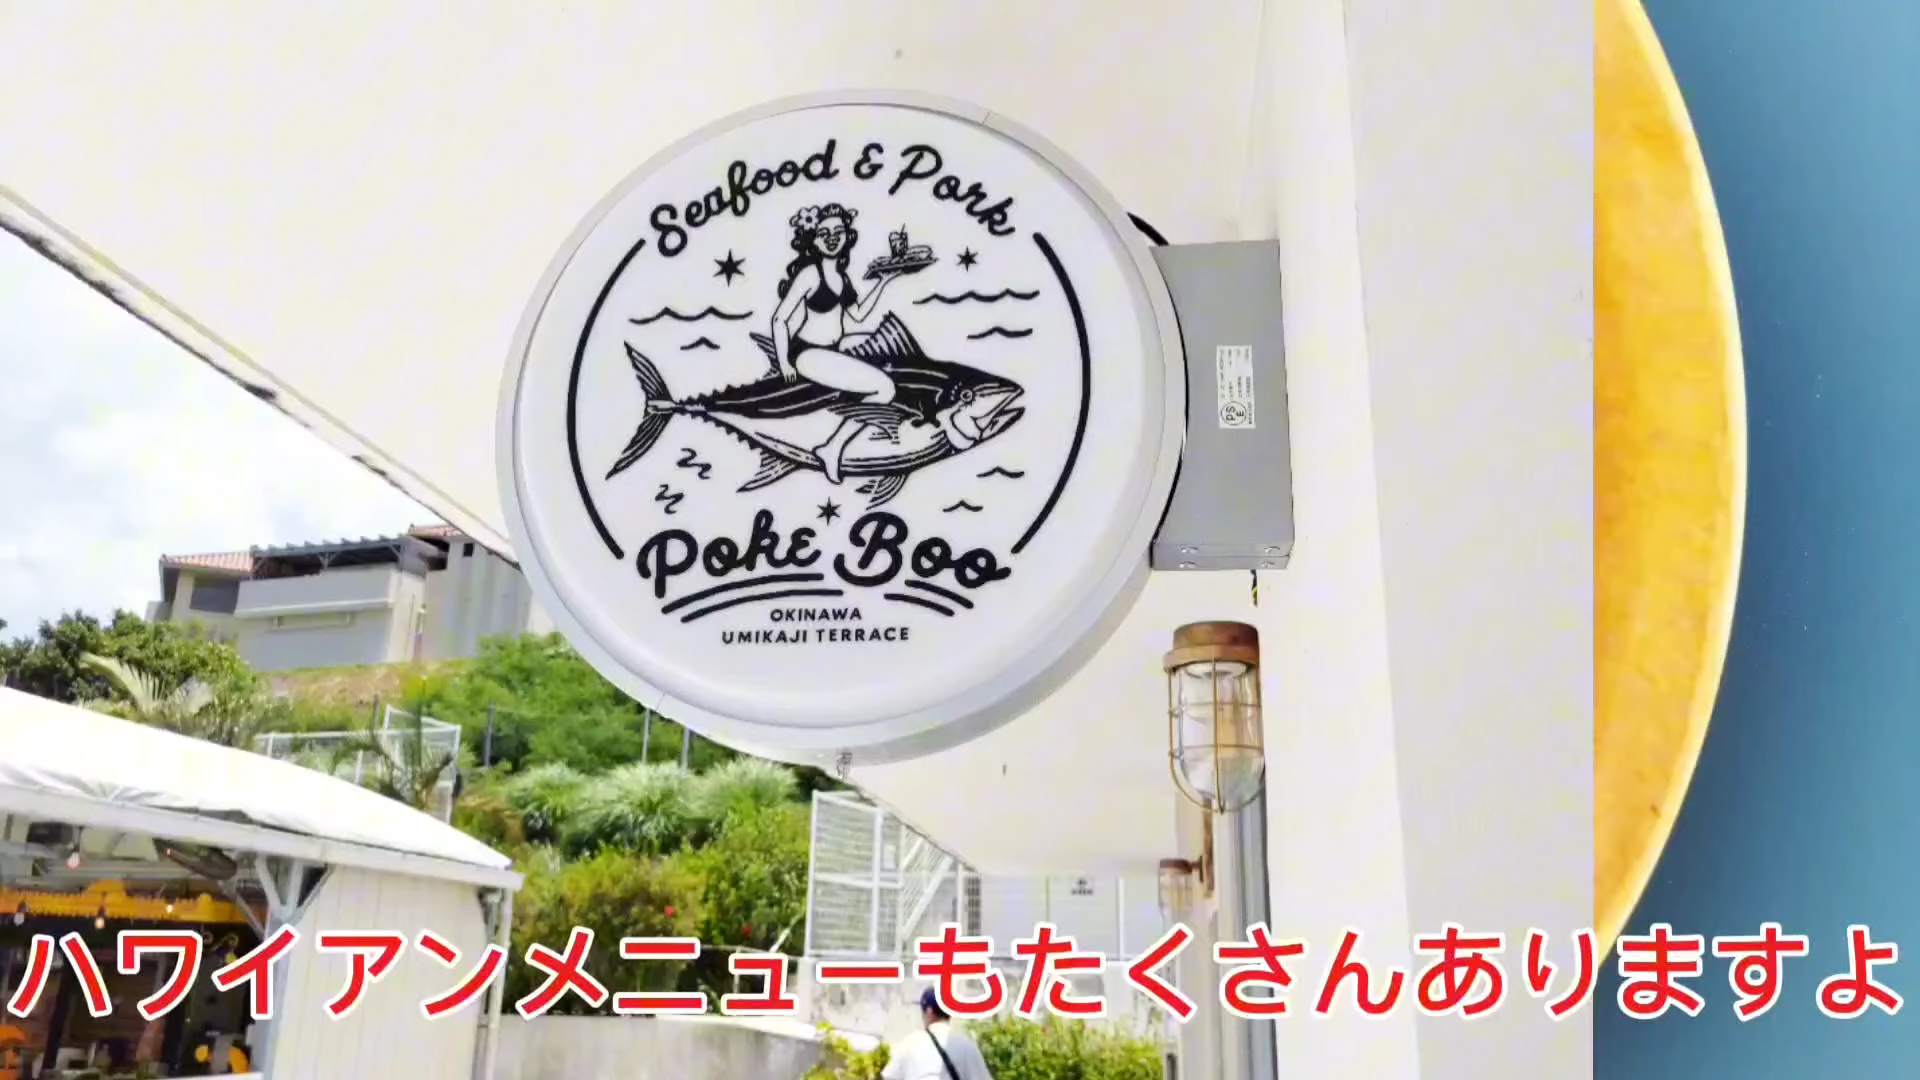 Seafood & Pork
Poke Boo
OKINAWA
UMIKAJI TERRACE
ハワイアンメニューもたくさんありますよ